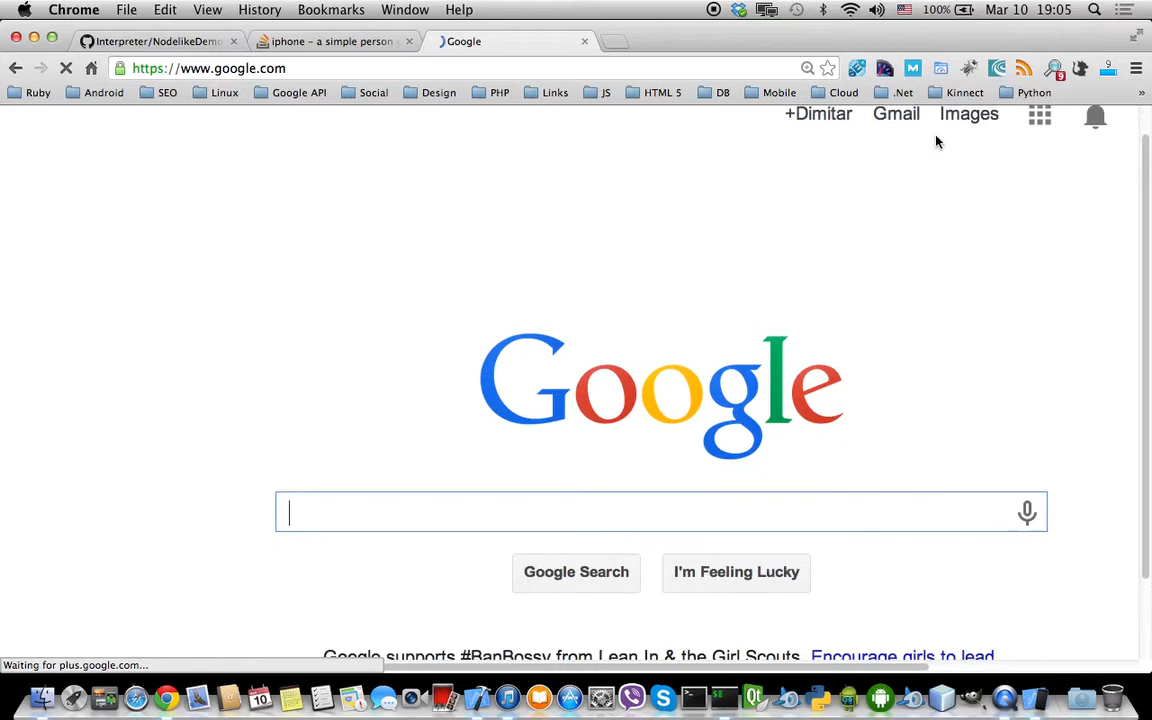 Chrome File Edit View History Bookmarks Window Help 100% Mar 10 19:05
Interpreter/NodelikeDemo iphone - a simple person Google
https://www.google.com 9 9
Ruby Android SEO Linux Google API Social Design PHP Links JS HTML 5 DB Mobile Cloud .Net Kinnect Python »
+Dimitar Gmail Images
Google
Google Search I'm Feeling Lucky
Google supports #BanBossy from Lean In & the Girl Scouts. Encourage girls to lead
Waiting for plus.google.com...